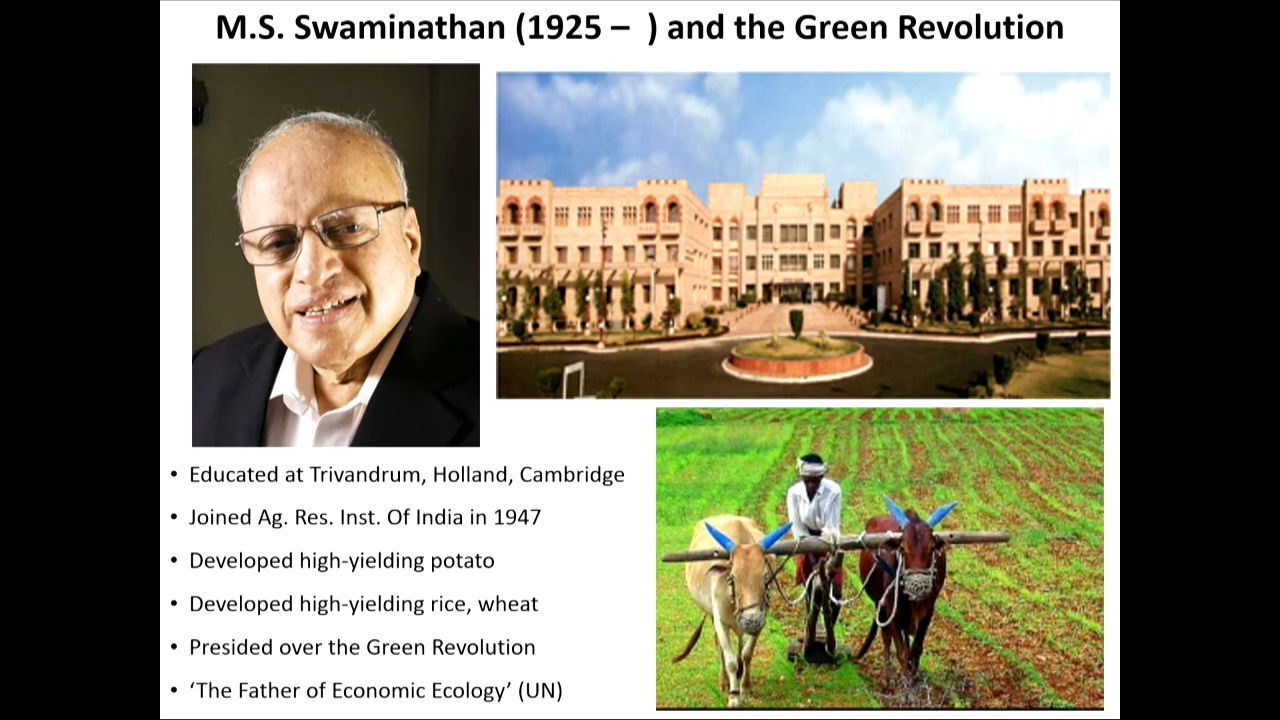 M.S. Swaminathan (1925 –  ) and the Green Revolution
• Educated at Trivandrum, Holland, Cambridge
• Joined Ag. Res. Inst. Of India in 1947
• Developed high-yielding potato
• Developed high-yielding rice, wheat
• Presided over the Green Revolution
• ‘The Father of Economic Ecology’ (UN)